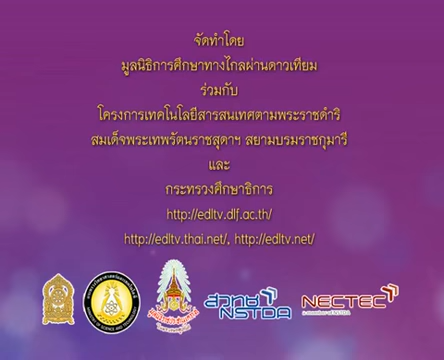 จัดทำโดย
มูลนิธิการศึกษาทางไกลผ่านดาวเทียม
ร่วมกับ
โครงการเทคโนโลยีสารสนเทศตามพระราชดำริ
สมเด็จพระเทพรัตนราชสุดาฯ สยามบรมราชกุมารี
และ
กระทรวงศึกษาธิการ
http://edltv.dlf.ac.th/
http://edltv.thai.net/, http://edltv.net/
สวทช
NSTDA
NECTEC
a member of NSTDA